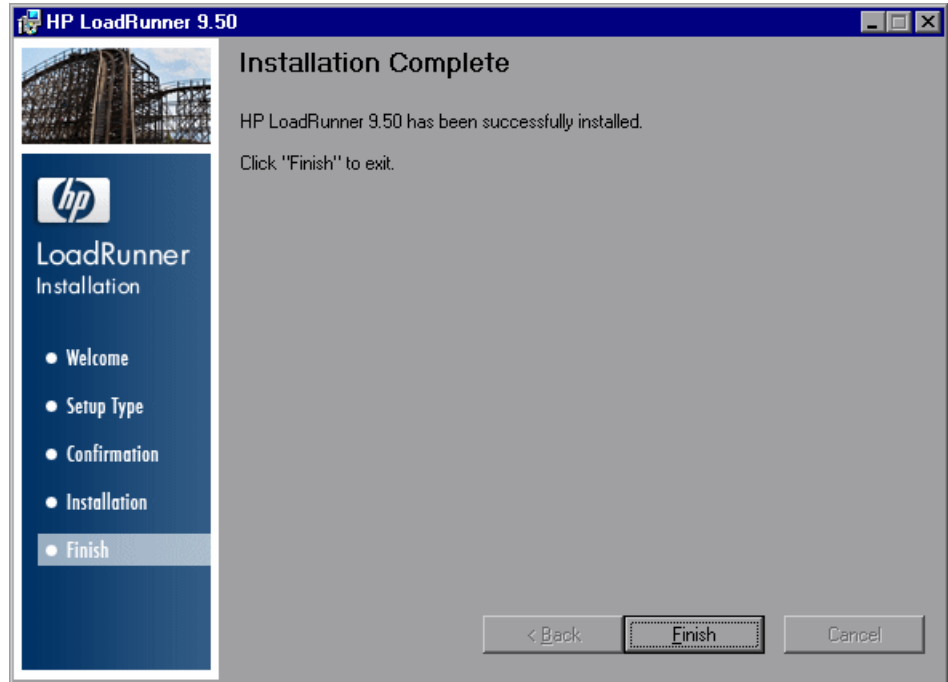 HP LoadRunner 9.50
Installation Complete
HP LoadRunner 9.50 has been successfully installed.
Click "Finish" to exit.
hp
LoadRunner
Installation
Welcome
Setup Type
Confirmation
Installation
Finish
< Back
Finish
Cancel